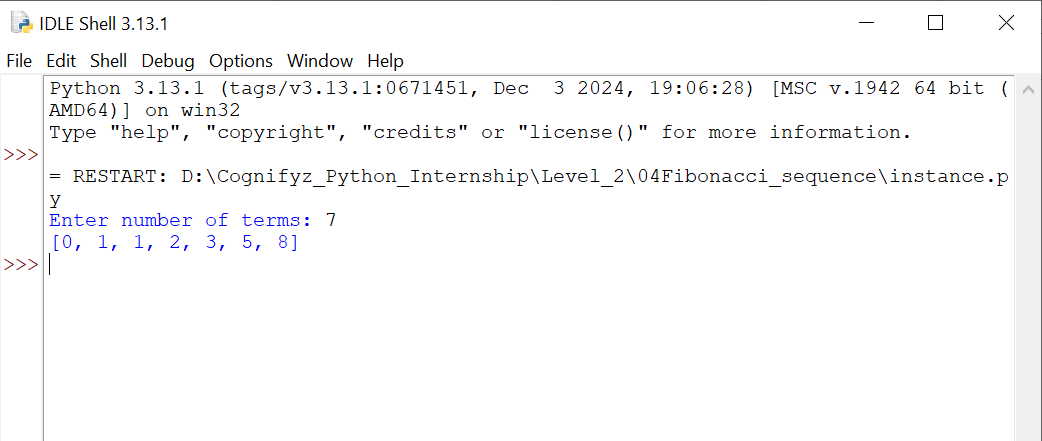 IDLE Shell 3.13.1
File Edit Shell Debug Options Window Help
Python 3.13.1 (tags/v3.13.1:0671451, Dec  3 2024, 19:06:28) [MSC v.1942 64 bit (
AMD64)] on win32
Type "help", "copyright", "credits" or "license()" for more information.
>>>
= RESTART: D:\Cognifyz_Python_Internship\Level_2\04Fibonacci_sequence\instance.p
y
Enter number of terms: 7
[0, 1, 1, 2, 3, 5, 8]
>>>